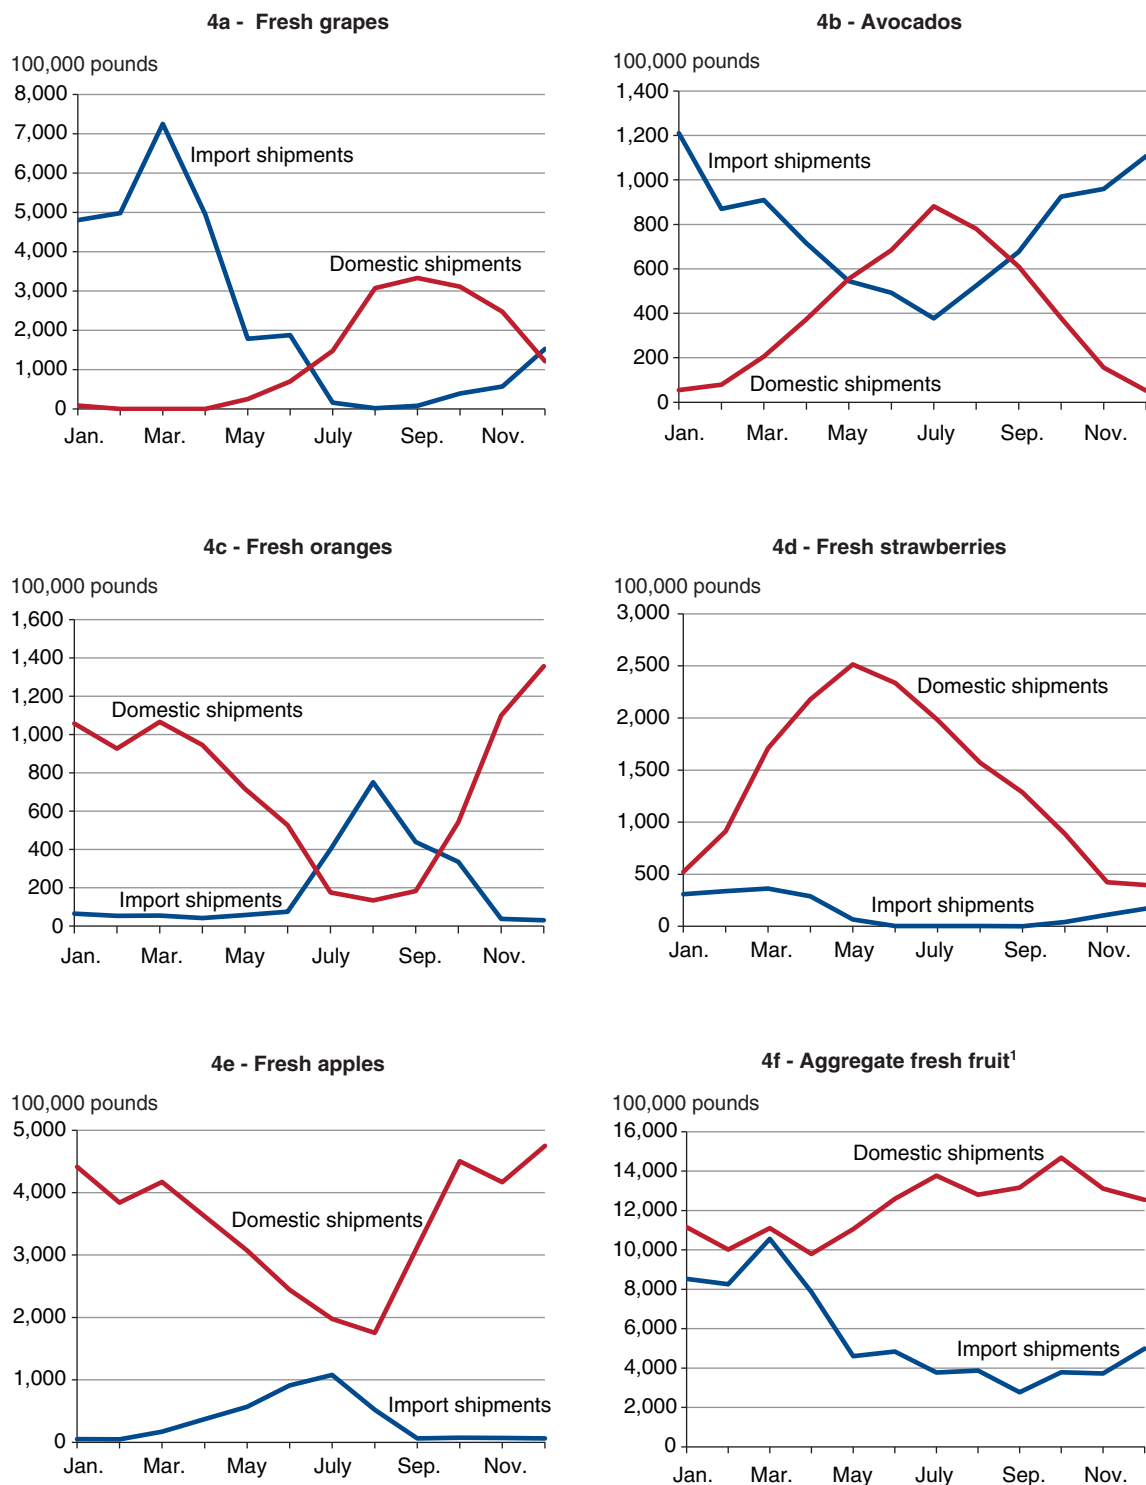 4a - Fresh grapes
100,000 pounds
8,000
7,000
6,000
5,000
4,000
3,000
2,000
1,000
0
Import shipments
Domestic shipments
Jan. Mar. May July Sep. Nov.
4b - Avocados
100,000 pounds
1,400
1,200
1,000
800
600
400
200
0
Import shipments
Domestic shipments
Jan. Mar. May July Sep. Nov.
4c - Fresh oranges
100,000 pounds
1,600
1,400
1,200
1,000
800
600
400
200
0
Domestic shipments
Import shipments
Jan. Mar. May July Sep. Nov.
4d - Fresh strawberries
100,000 pounds
3,000
2,500
2,000
1,500
1,000
500
0
Domestic shipments
Import shipments
Jan. Mar. May July Sep. Nov.
4e - Fresh apples
100,000 pounds
5,000
4,000
3,000
2,000
1,000
0
Domestic shipments
Import shipments
Jan. Mar. May July Sep. Nov.
4f - Aggregate fresh fruit¹
100,000 pounds
16,000
14,000
12,000
10,000
8,000
6,000
4,000
2,000
0
Domestic shipments
Import shipments
Jan. Mar. May July Sep. Nov.